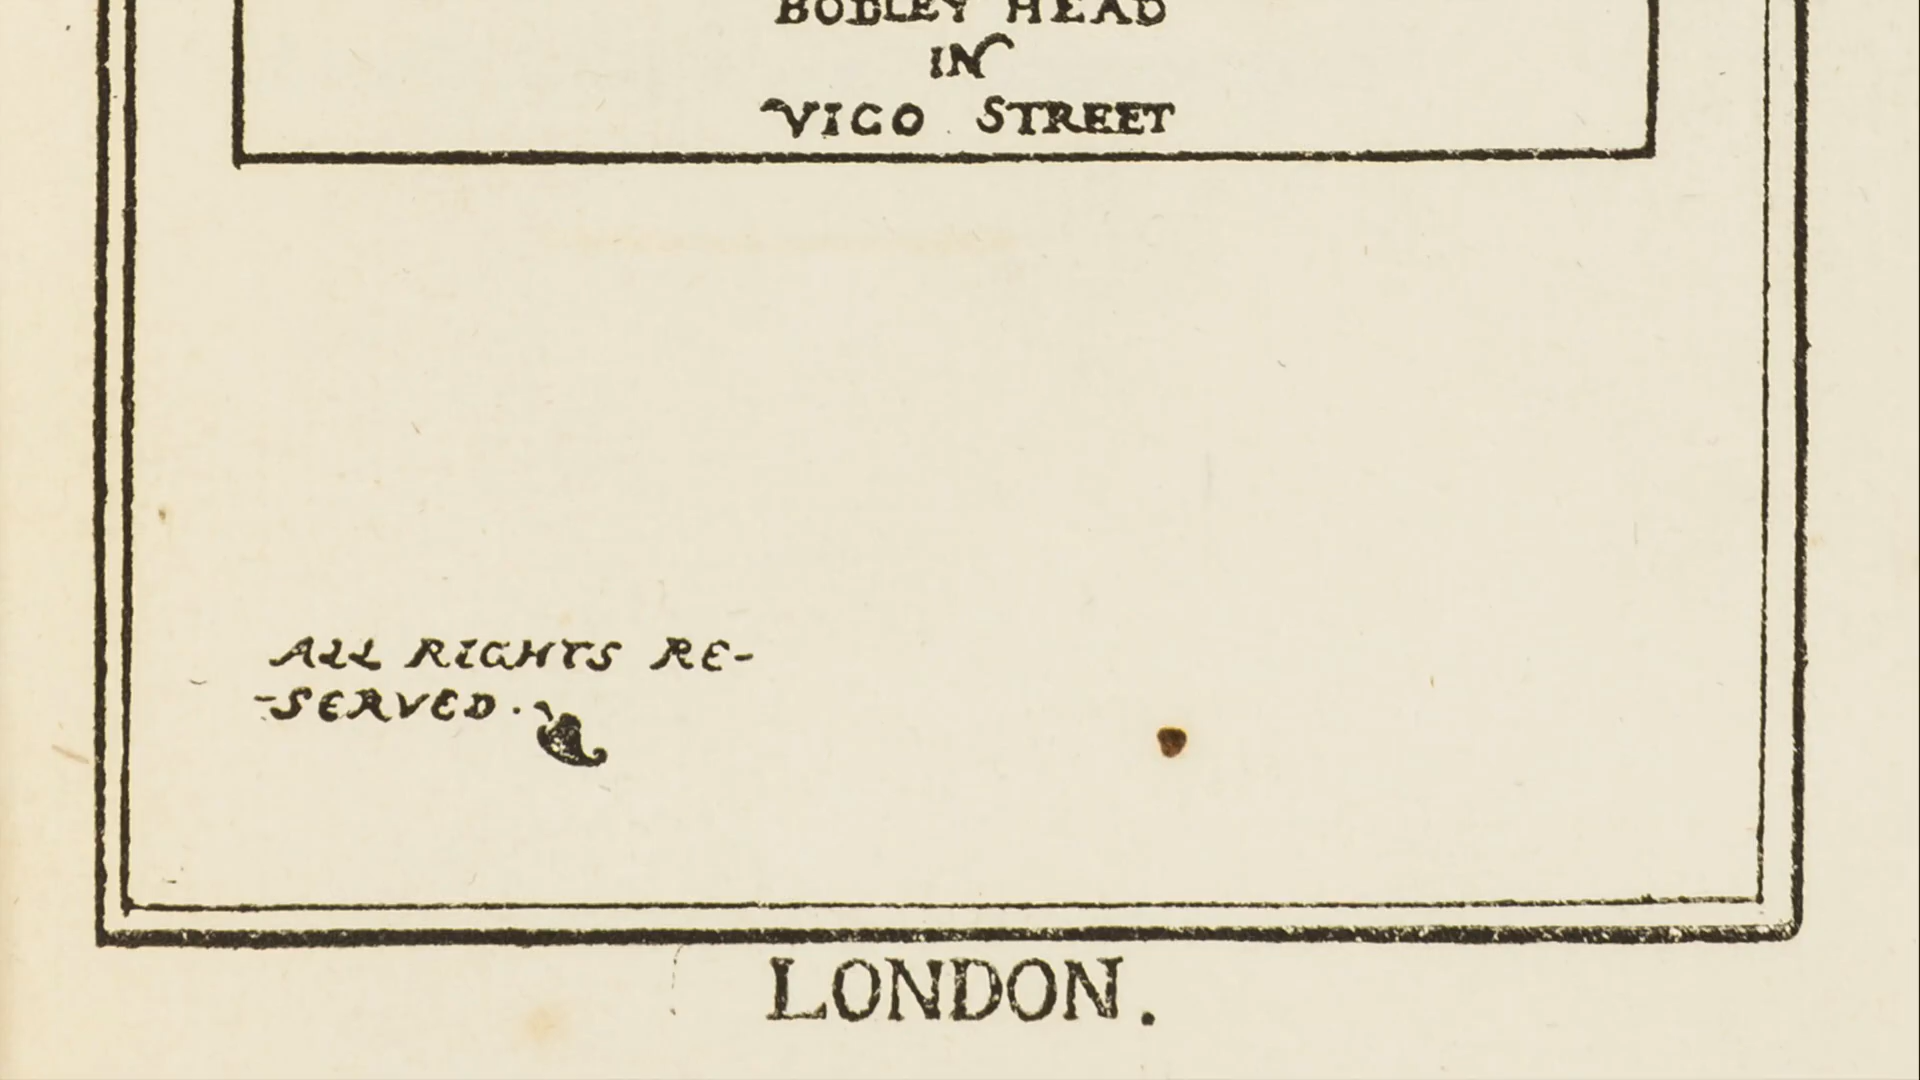 BODLEY HEAD
IN
VIGO STREET
ALL RIGHTS RE-
-SERVED.
LONDON.